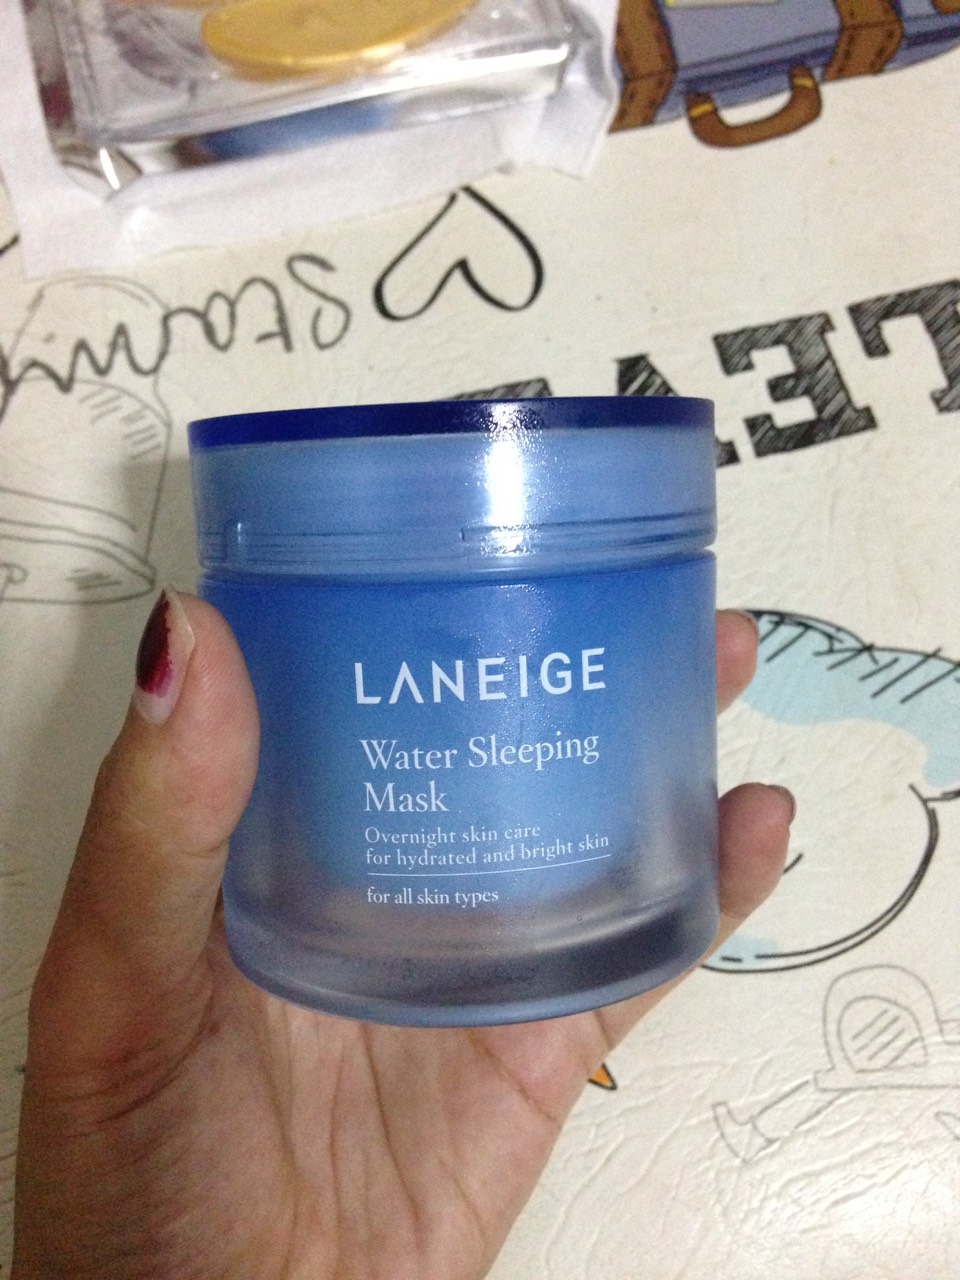 LANEIGE
Water Sleeping
Mask
Overnight skin care
for hydrated and bright skin
for all skin types